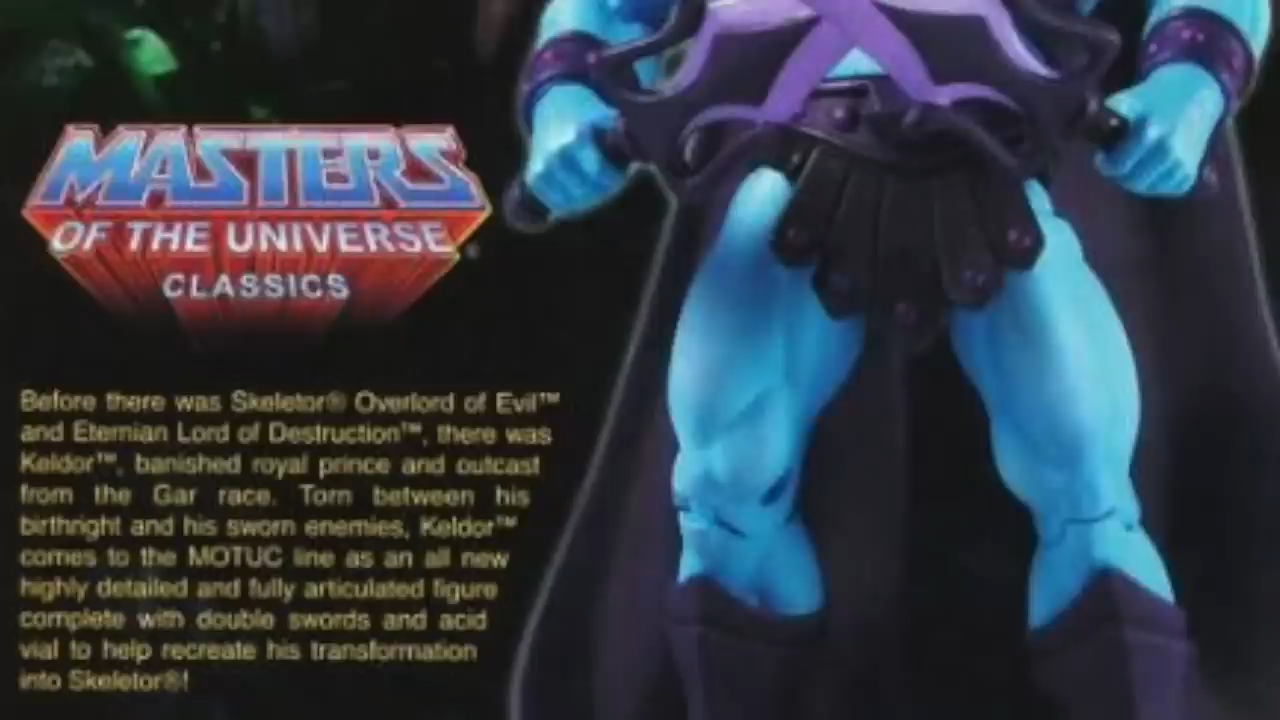 MASTERS
OF THE UNIVERSE
CLASSICS
Before there was Skeletor® Overlord of Evil™
and Eternian Lord of Destruction™, there was
Keldor™, banished royal prince and outcast
from the Gar race. Torn between his
birthright and his sworn enemies, Keldor™
comes to the MOTUC line as an all new
highly detailed and fully articulated figure
complete with double swords and acid
vial to help recreate his transformation
into Skeletor®!